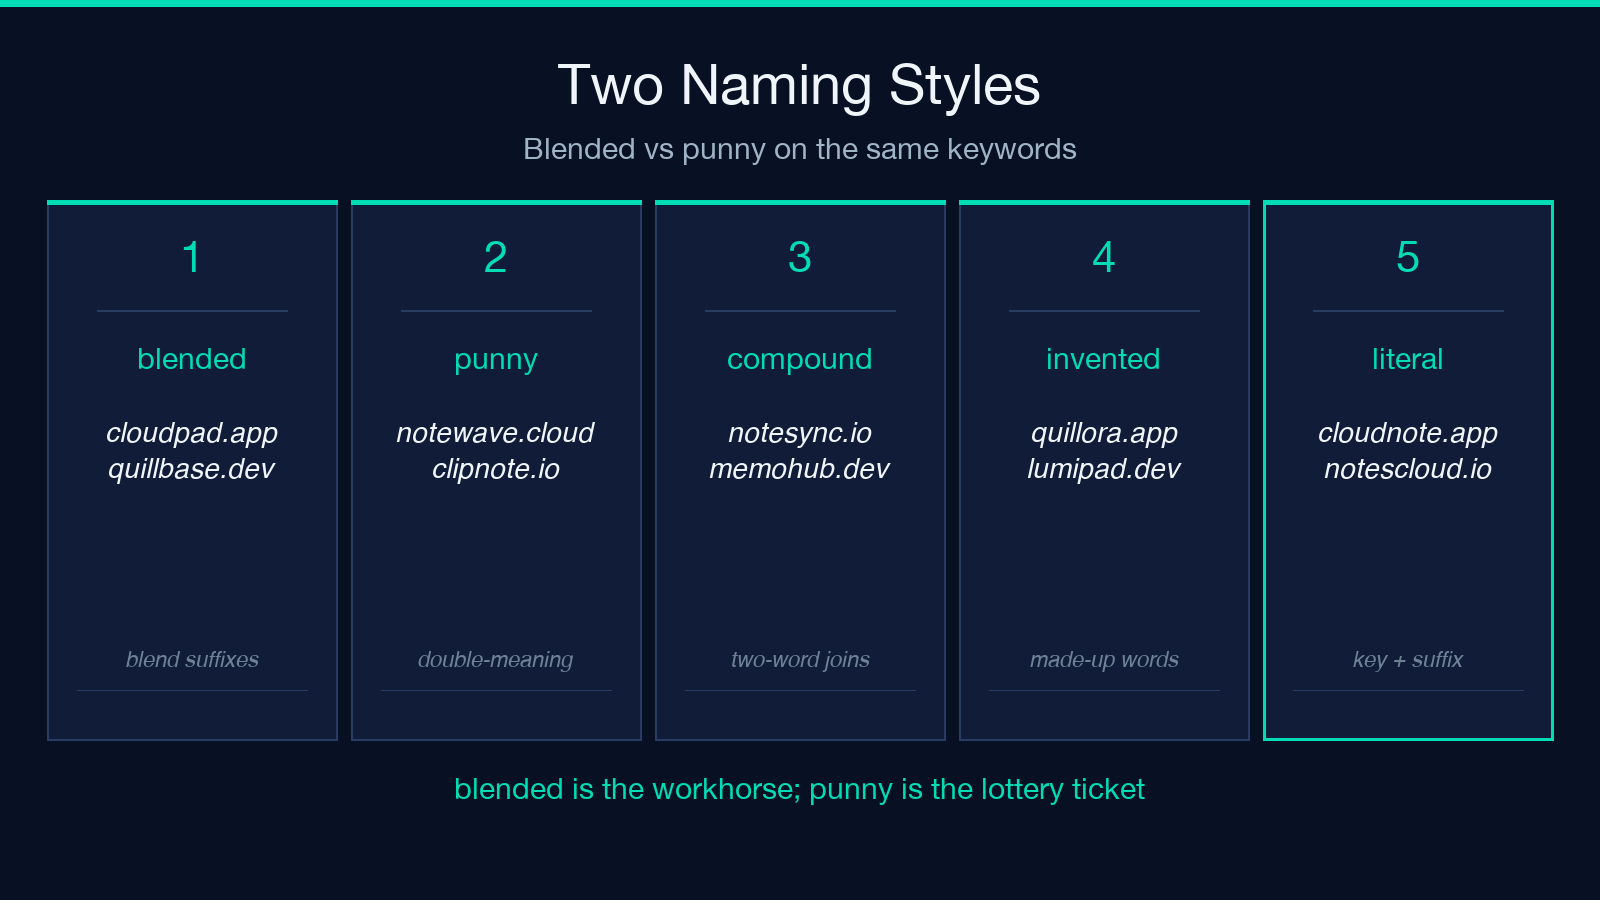 Two Naming Styles
Blended vs punny on the same keywords
1
blended
cloudpad.app
quillbase.dev
blend suffixes
2
punny
notewave.cloud
clipnote.io
double-meaning
3
compound
notesync.io
memohub.dev
two-word joins
4
invented
quillora.app
lumipad.dev
made-up words
5
literal
cloudnote.app
notescloud.io
key + suffix
blended is the workhorse; punny is the lottery ticket